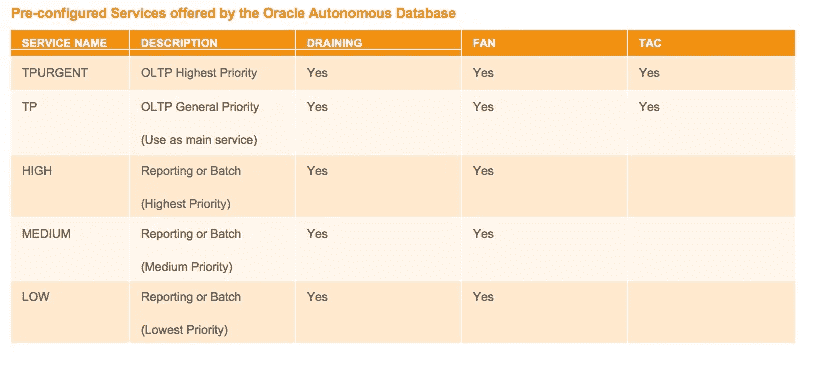 Pre-configured Services offered by the Oracle Autonomous Database
SERVICE NAME DESCRIPTION DRAINING FAN TAC
TPURGENT OLTP Highest Priority Yes Yes Yes
TP OLTP General Priority Yes Yes Yes
(Use as main service)
HIGH Reporting or Batch Yes Yes
(Highest Priority)
MEDIUM Reporting or Batch Yes Yes
(Medium Priority)
LOW Reporting or Batch Yes Yes
(Lowest Priority)